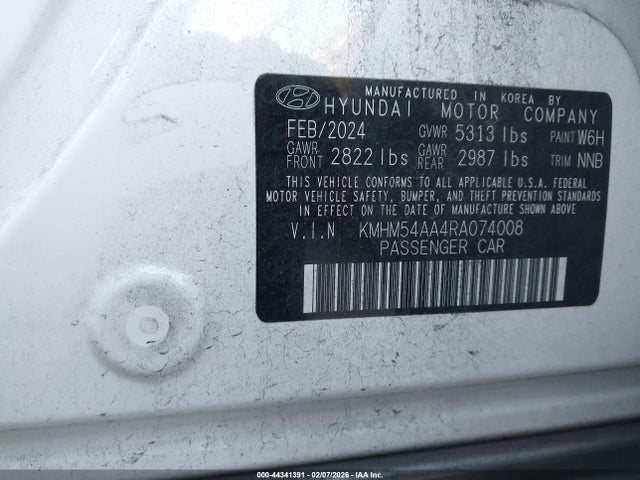 MANUFACTURED IN KOREA BY
HYUNDAI MOTOR COMPANY
FEB/2024 GVWR 5313 lbs PAINT W6H
GAWR FRONT 2822 lbs GAWR REAR 2987 lbs TRIM NNB
THIS VEHICLE CONFORMS TO ALL APPLICABLE U.S.A. FEDERAL
MOTOR VEHICLE SAFETY, BUMPER, AND THEFT PREVENTION
STANDARDS IN EFFECT ON THE DATE OF MANUFACTURE SHOWN ABOVE
V.I.N KMHM54AA4RA074008
PASSENGER CAR
000-44341391 - 02/07/2026 - IAA Inc.